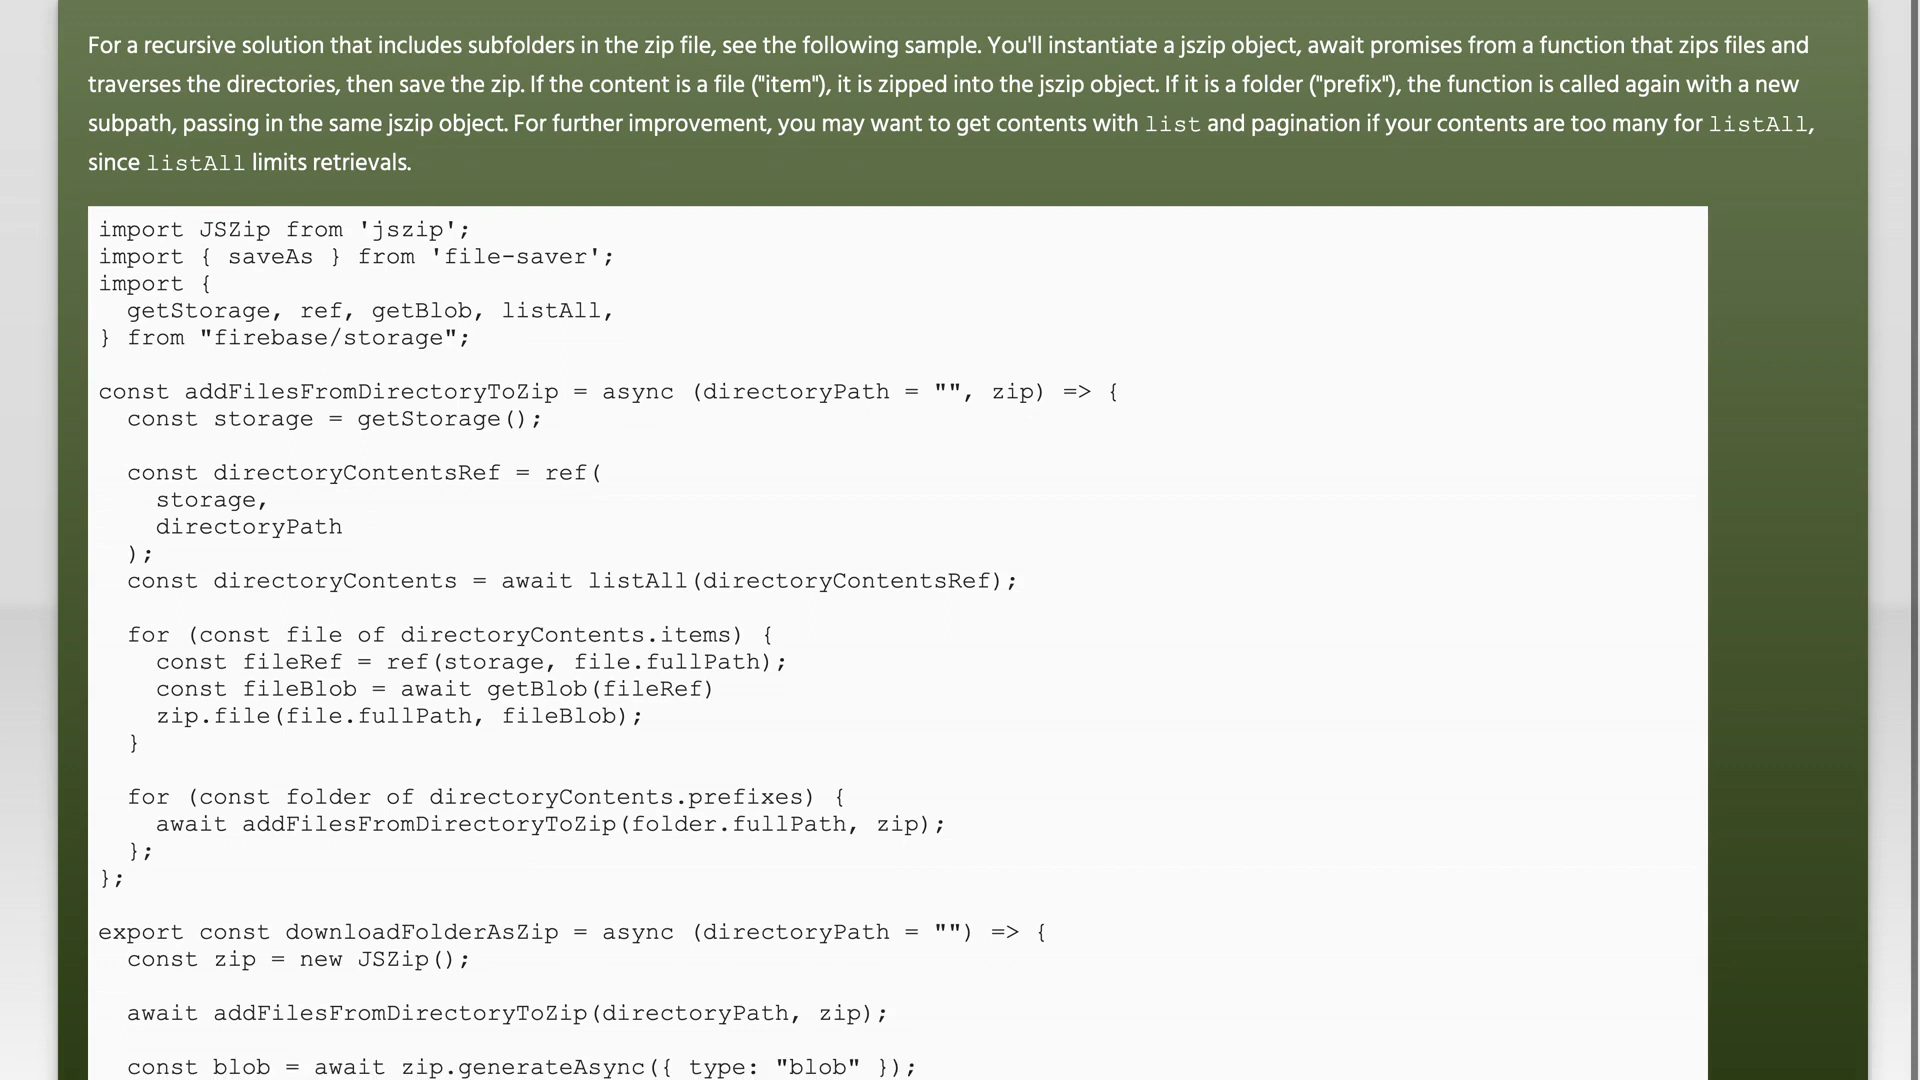 For a recursive solution that includes subfolders in the zip file, see the following sample. You'll instantiate a jszip object, await promises from a function that zips files and
traverses the directories, then save the zip. If the content is a file ("item"), it is zipped into the jszip object. If it is a folder ("prefix"), the function is called again with a new
subpath, passing in the same jszip object. For further improvement, you may want to get contents with list and pagination if your contents are too many for listAll,
since listAll limits retrievals.
import JSZip from 'jszip';
import { saveAs } from 'file-saver';
import {
  getStorage, ref, getBlob, listAll,
} from "firebase/storage";

const addFilesFromDirectoryToZip = async (directoryPath = "", zip) => {
  const storage = getStorage();

  const directoryContentsRef = ref(
    storage,
    directoryPath
  );
  const directoryContents = await listAll(directoryContentsRef);

  for (const file of directoryContents.items) {
    const fileRef = ref(storage, file.fullPath);
    const fileBlob = await getBlob(fileRef)
    zip.file(file.fullPath, fileBlob);
  }

  for (const folder of directoryContents.prefixes) {
    await addFilesFromDirectoryToZip(folder.fullPath, zip);
  };
};

export const downloadFolderAsZip = async (directoryPath = "") => {
  const zip = new JSZip();

  await addFilesFromDirectoryToZip(directoryPath, zip);

  const blob = await zip.generateAsync({ type: "blob" });